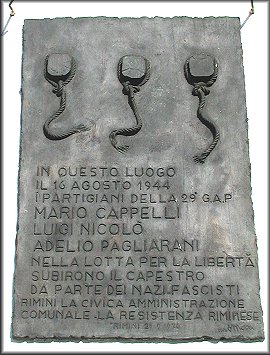 IN QUESTO LUOGO
IL 16 AGOSTO 1944
I PARTIGIANI DELLA 29ª G.A.P
MARIO CAPPELLI
LUIGI NICOLÒ
ADELIO PAGLIARANI
NELLA LOTTA PER LA LIBERTÀ
SUBIRONO IL CAPESTRO
DA PARTE DEI NAZI-FASCISTI
RIMINI LA CIVICA AMMINISTRAZIONE
COMUNALE-LA RESISTENZA RIMINESE
RIMINI